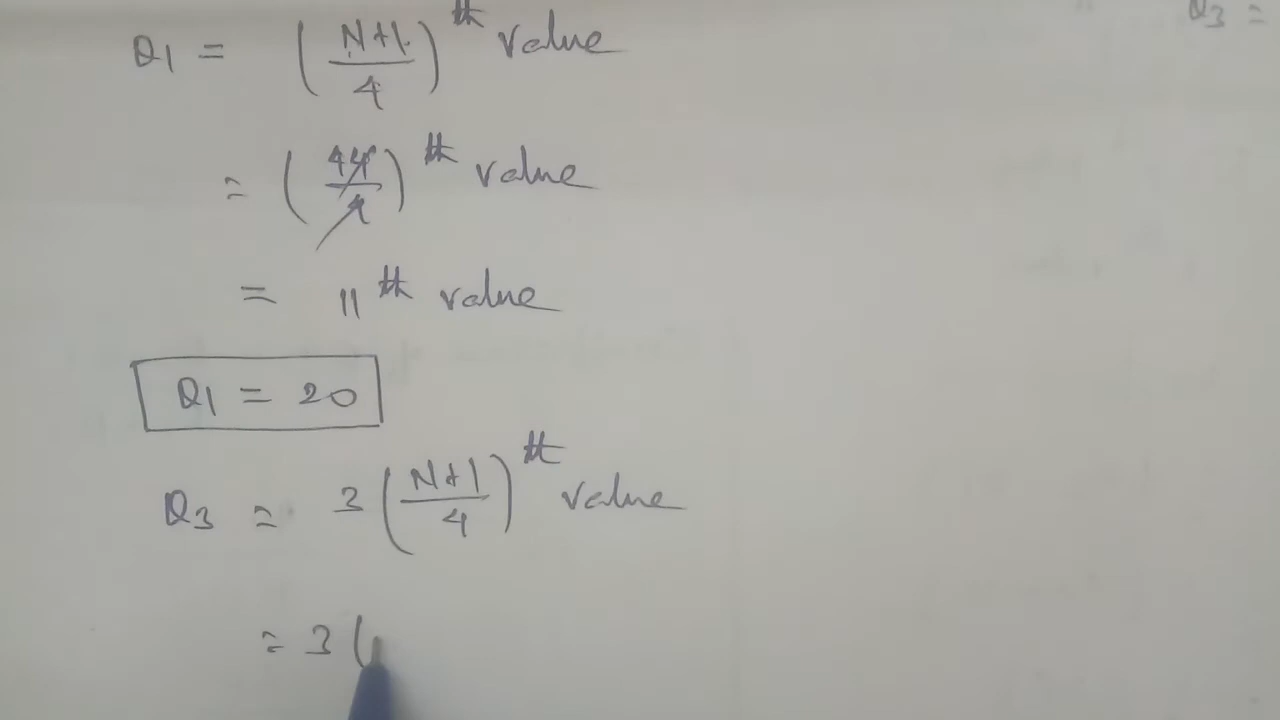 Q3 =
Q1 = (N+1/4)th value
= (44/4)th value
= 11th value
Q1 = 20
Q3 = 3(N+1/4)th value
= 3(